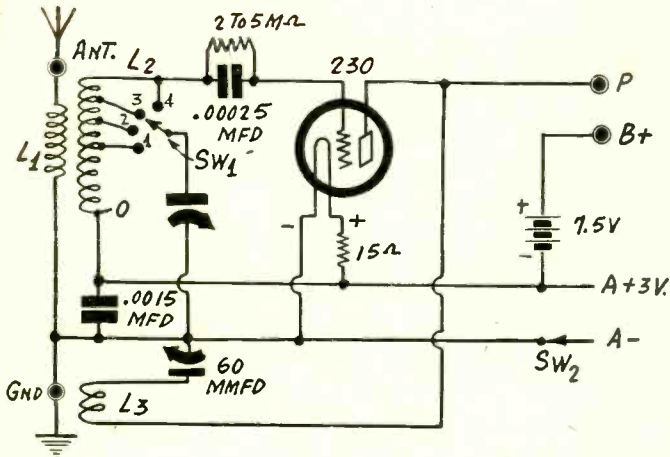 2 To 5 MΩ
ANT.
L2
230
P
3
4
.00025
MFD
2
1
SW1
B+
L1
O
-
+
+
7.5V
-
15Ω
.0015
MFD
A+3V.
A-
SW2
60
MMFD
GND
L3